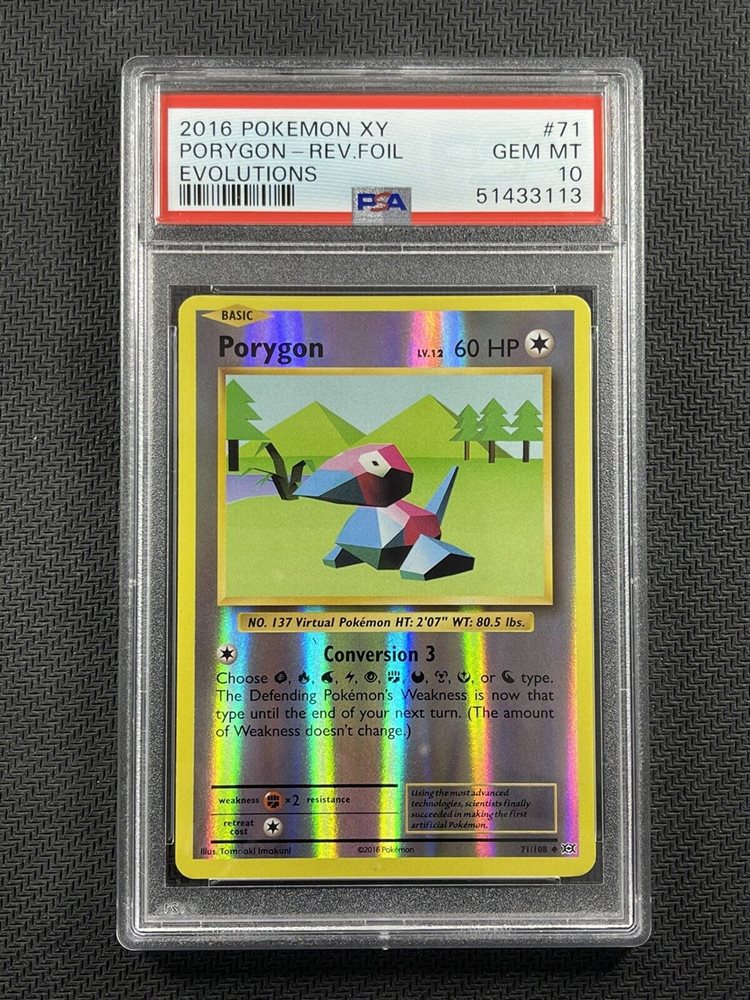 2016 POKEMON XY #71
PORYGON - REV.FOIL GEM MT
EVOLUTIONS 10
PSA 51433113
BASIC
Porygon LV.12 60 HP
NO. 137 Virtual Pokémon HT: 2'07" WT: 80.5 lbs.
Conversion 3
Choose , , , , , , , , , or type.
The Defending Pokémon's Weakness is now that
type until the end of your next turn. (The amount
of Weakness doesn't change.)
weakness ×2 resistance
retreat
cost
Using the most advanced
technologies, scientists finally
succeeded in making the first
artificial Pokémon.
Illus. Tomoaki Imakuni ©2016 Pokémon 71/108